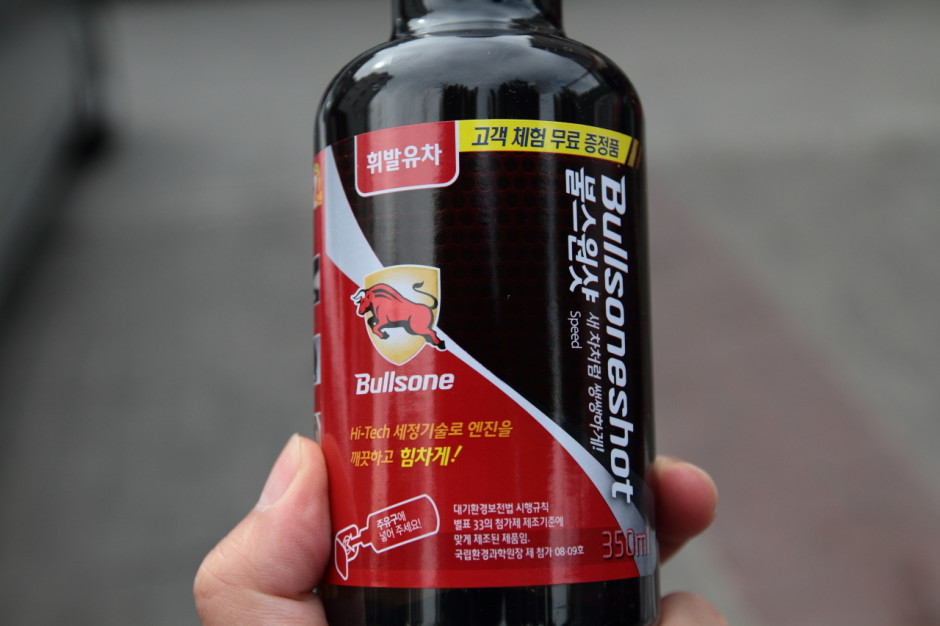 휘발유차
고객 체험 무료 증정품
Bullsoneshot
불스원샷 새 차처럼 쌩쌩하게!!
Speed
Bullsone
Hi-Tech 세정기술로 엔진을
깨끗하고 힘차게!
주유구에
넣어 주세요!
대기환경보전법 시행규칙
별표 33의 첨가제 제조기준에
맞게 제조된 제품임.
국립환경과학원장 제 첨가 08-09호
350ml